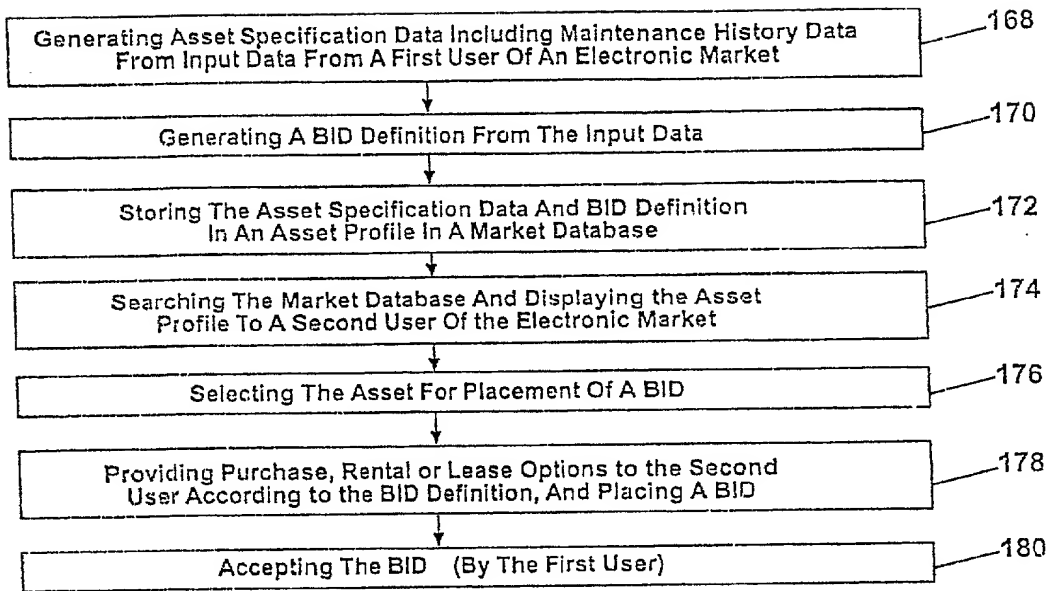 Generating Asset Specification Data Including Maintenance History Data
From Input Data From A First User Of An Electronic Market
168
Generating A BID Definition From The Input Data
170
Storing The Asset Specification Data And BID Definition
In An Asset Profile In A Market Database
172
Searching The Market Database And Displaying the Asset
Profile To A Second User Of the Electronic Market
174
Selecting The Asset For Placement Of A BID
176
Providing Purchase, Rental or Lease Options to the Second
User According to the BID Definition, And Placing A BID
178
Accepting The BID (By The First User)
180